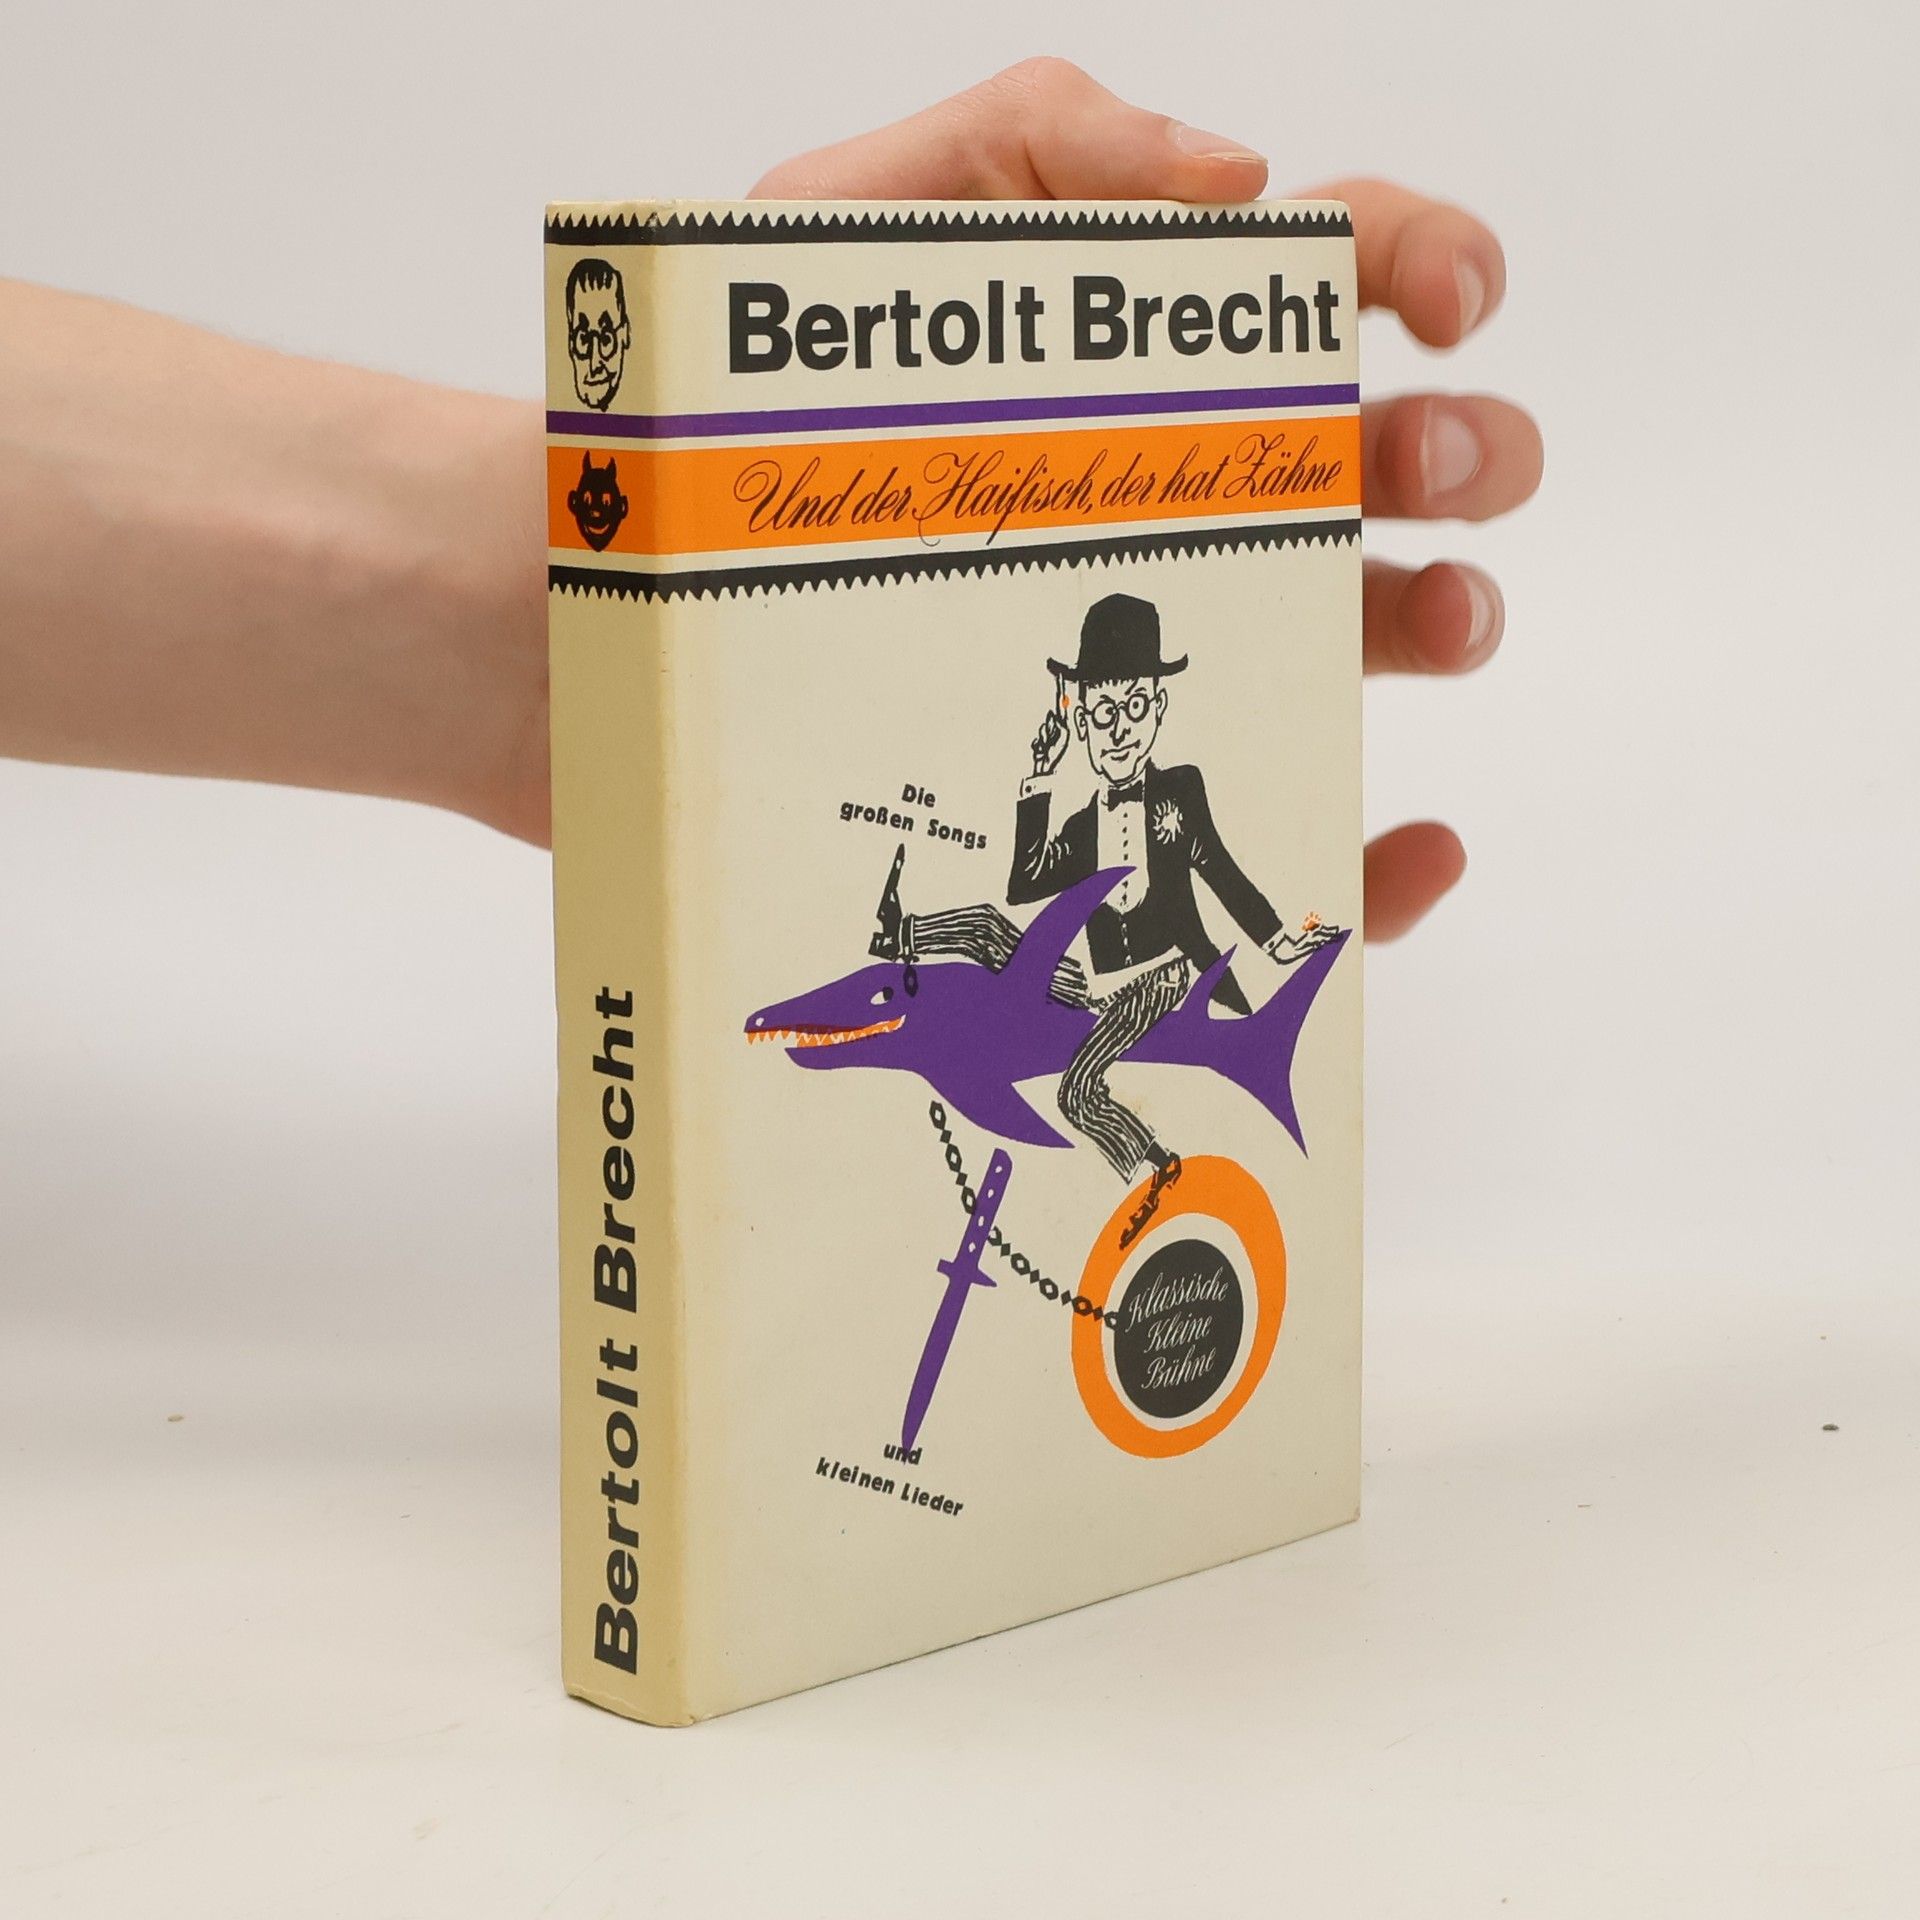 Bertolt Brecht
Und der Haifisch, der hat Zähne
Die
großen Songs
Klassische
Kleine
Bühne
und
kleinen Lieder
Bertolt Brecht